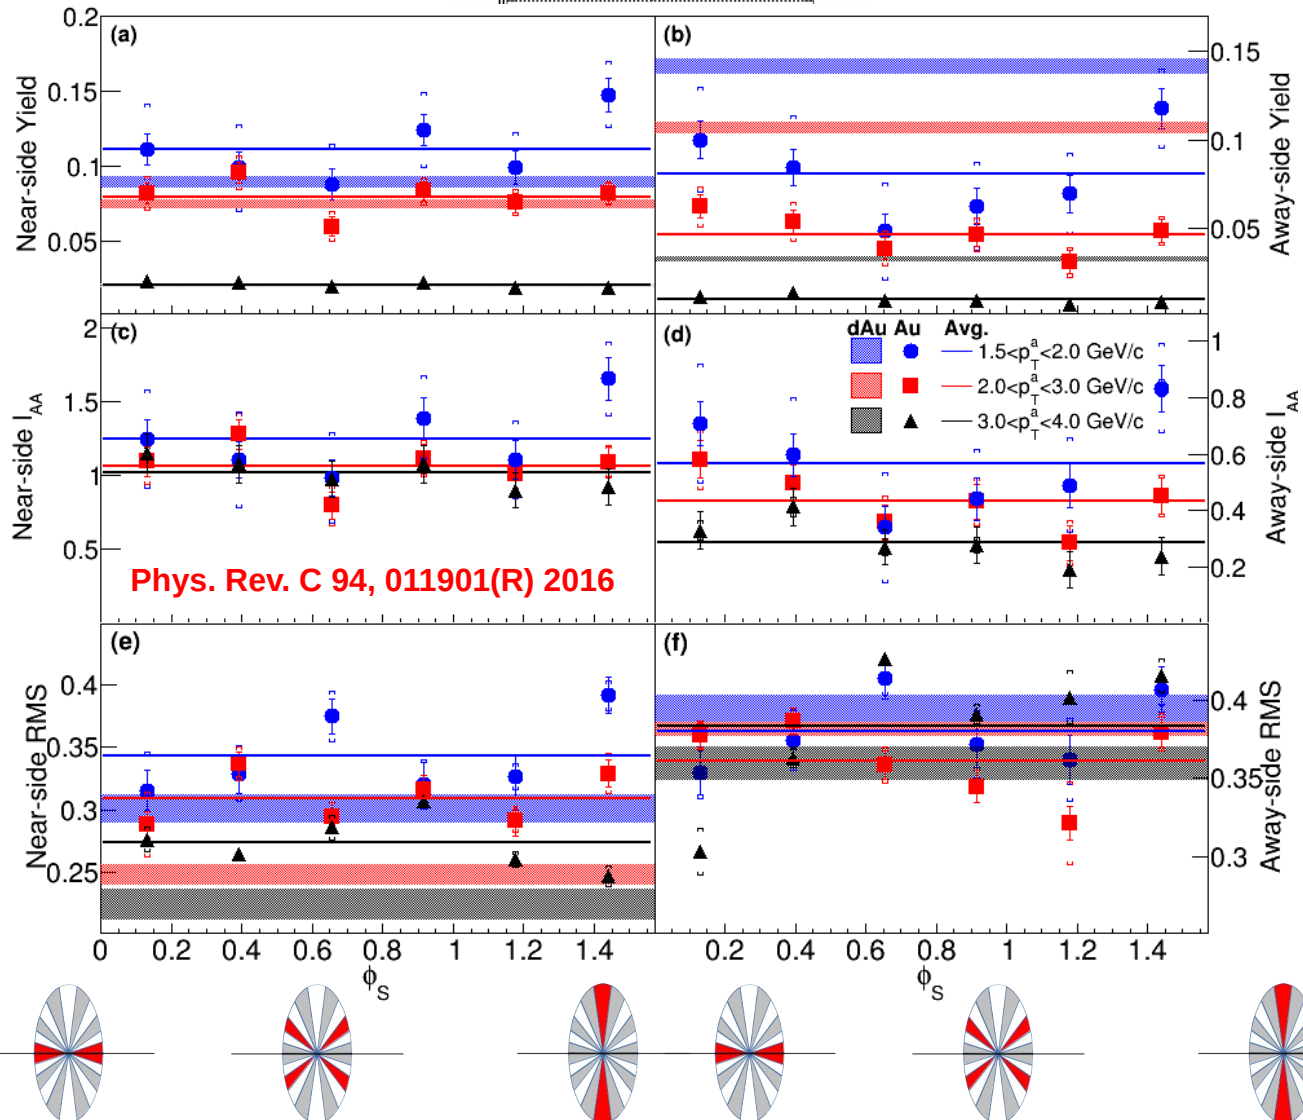 (a)
(b)
0.2
0.15
0.1
0.05
Near-side Yield
0.15
0.1
0.05
Away-side Yield
(c)
(d)
2
1.5
1
0.5
Near-side I_AA
dAu Au Avg.
1.5<p_T^a<2.0 GeV/c
2.0<p_T^a<3.0 GeV/c
3.0<p_T^a<4.0 GeV/c
1
0.8
0.6
0.4
0.2
Away-side I_AA
Phys. Rev. C 94, 011901(R) 2016
(e)
(f)
0.4
0.35
0.3
0.25
Near-side RMS
0.4
0.35
0.3
Away-side RMS
0 0.2 0.4 0.6 0.8 1 1.2 1.4
0.2 0.4 0.6 0.8 1 1.2 1.4
ϕ_S
ϕ_S